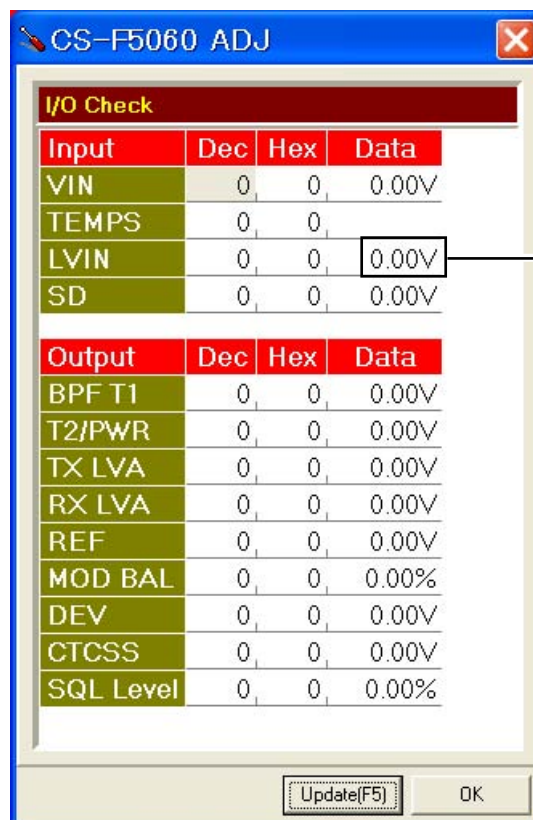 CS-F5060 ADJ
I/O Check
Input Dec Hex Data
VIN 0 0 0.00V
TEMPS 0 0
LVIN 0 0 0.00V
SD 0 0 0.00V
Output Dec Hex Data
BPF T1 0 0 0.00V
T2/PWR 0 0 0.00V
TX LVA 0 0 0.00V
RX LVA 0 0 0.00V
REF 0 0 0.00V
MOD BAL 0 0 0.00%
DEV 0 0 0.00V
CTCSS 0 0 0.00V
SQL Level 0 0 0.00%
Update(F5) OK